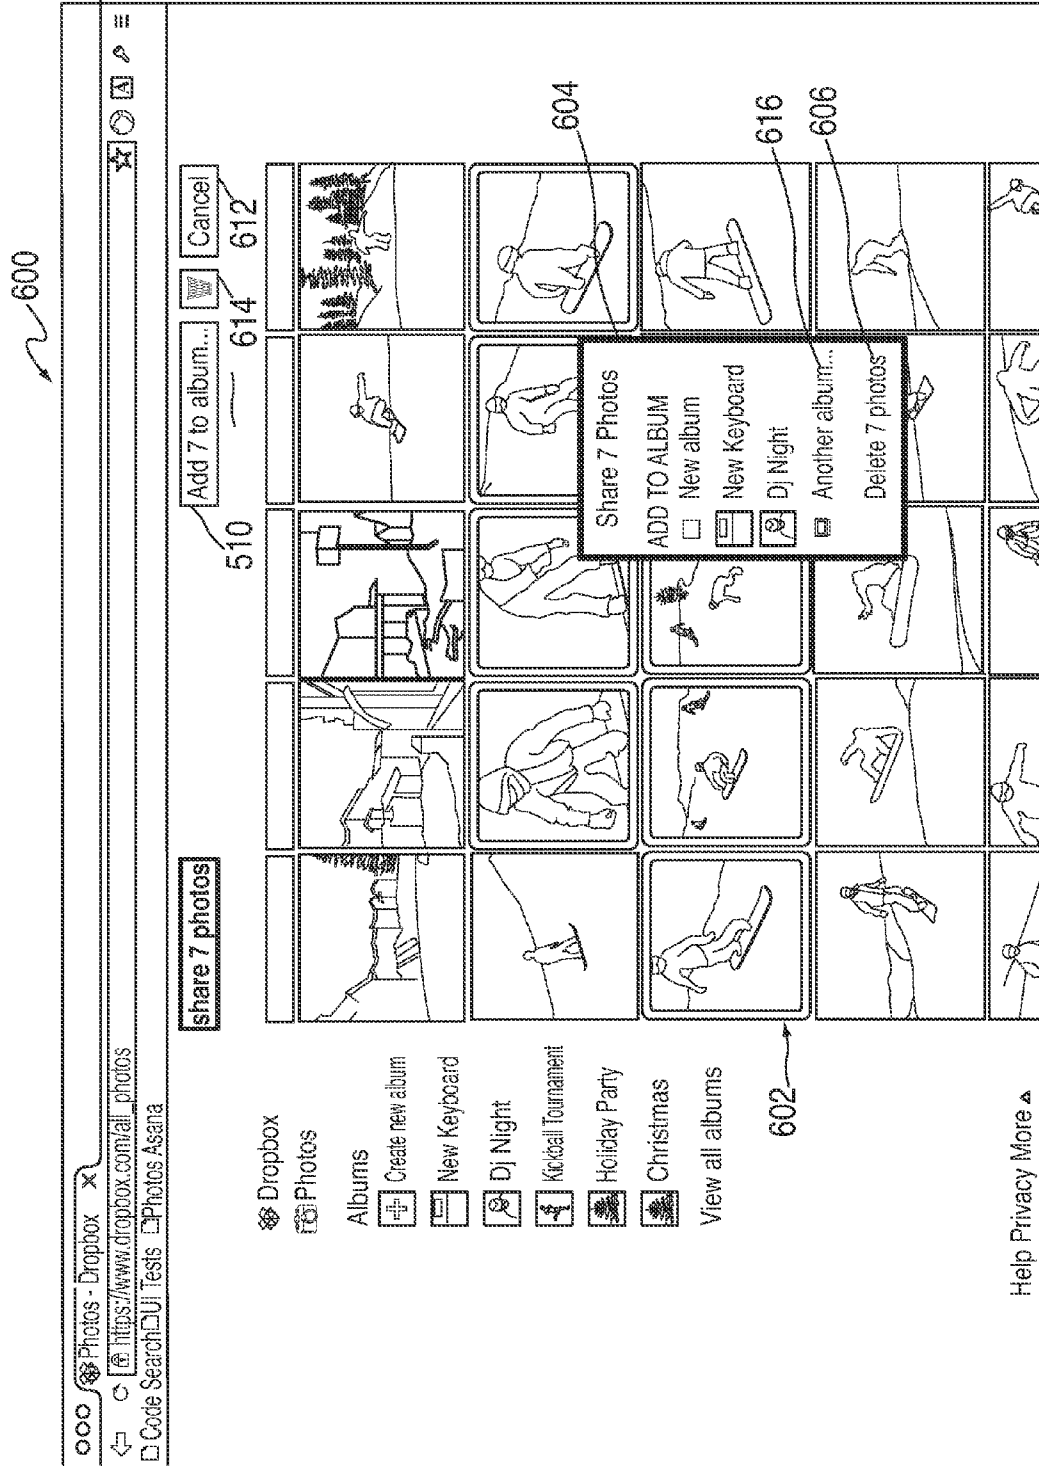 600
Photos - Dropbox X
https://www.dropbox.com/all_photos
Code Search UI Tests Photos Asana
share 7 photos
Add 7 to album...
Cancel
510
614
612
Dropbox
Photos
Albums
Create new album
New Keyboard
Dj Night
Kickball Tournament
Holiday Party
Christmas
View all albums
602
604
Share 7 Photos
ADD TO ALBUM
New album
New Keyboard
Dj Night
Another album...
Delete 7 photos
616
606
Help Privacy More